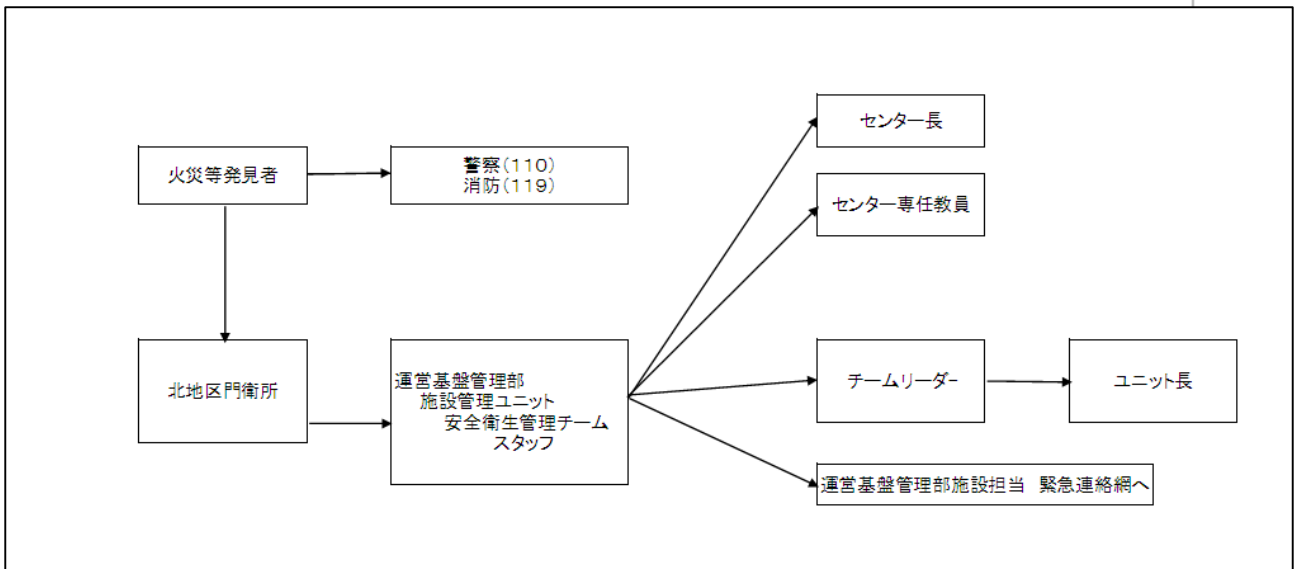 センター長
火災等発見者
警察(110)
消防(119)
センター専任教員
北地区門衛所
運営基盤管理部
施設管理ユニット
安全衛生管理チーム
スタッフ
チームリーダー
ユニット長
運営基盤管理部施設担当　緊急連絡網へ